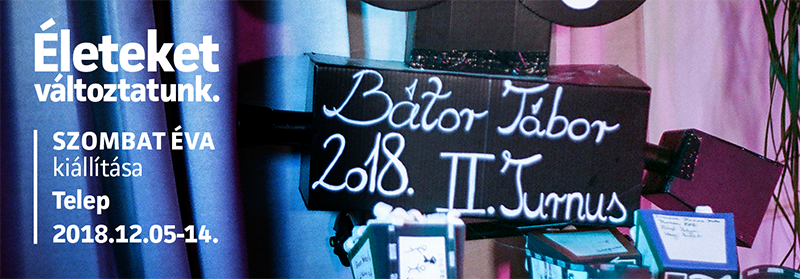 Életeket
változtatunk.
SZOMBAT ÉVA
kiállítása
Telep
2018.12.05-14.
Bátor Tábor
2018. II. Turnus